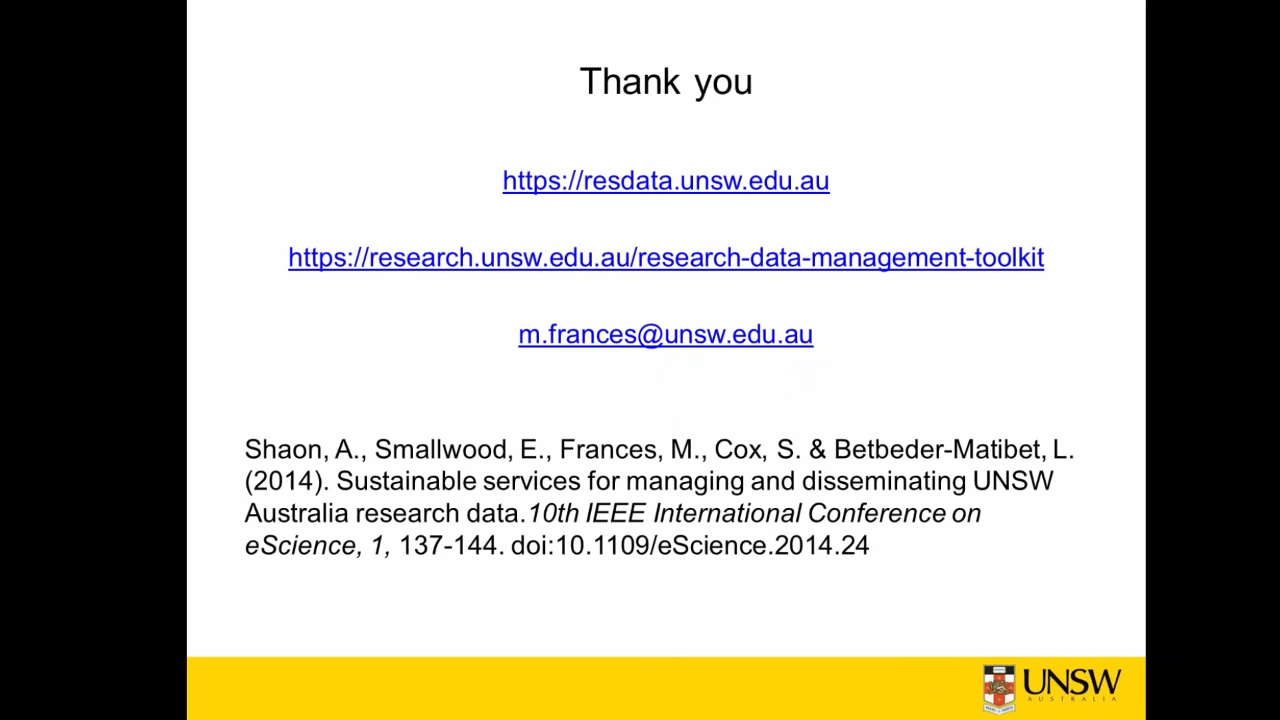 Thank you
https://resdata.unsw.edu.au
https://research.unsw.edu.au/research-data-management-toolkit
m.frances@unsw.edu.au
Shaon, A., Smallwood, E., Frances, M., Cox, S. & Betbeder-Matibet, L.
(2014). Sustainable services for managing and disseminating UNSW
Australia research data.10th IEEE International Conference on
eScience, 1, 137-144. doi:10.1109/eScience.2014.24
UNSW
AUSTRALIA